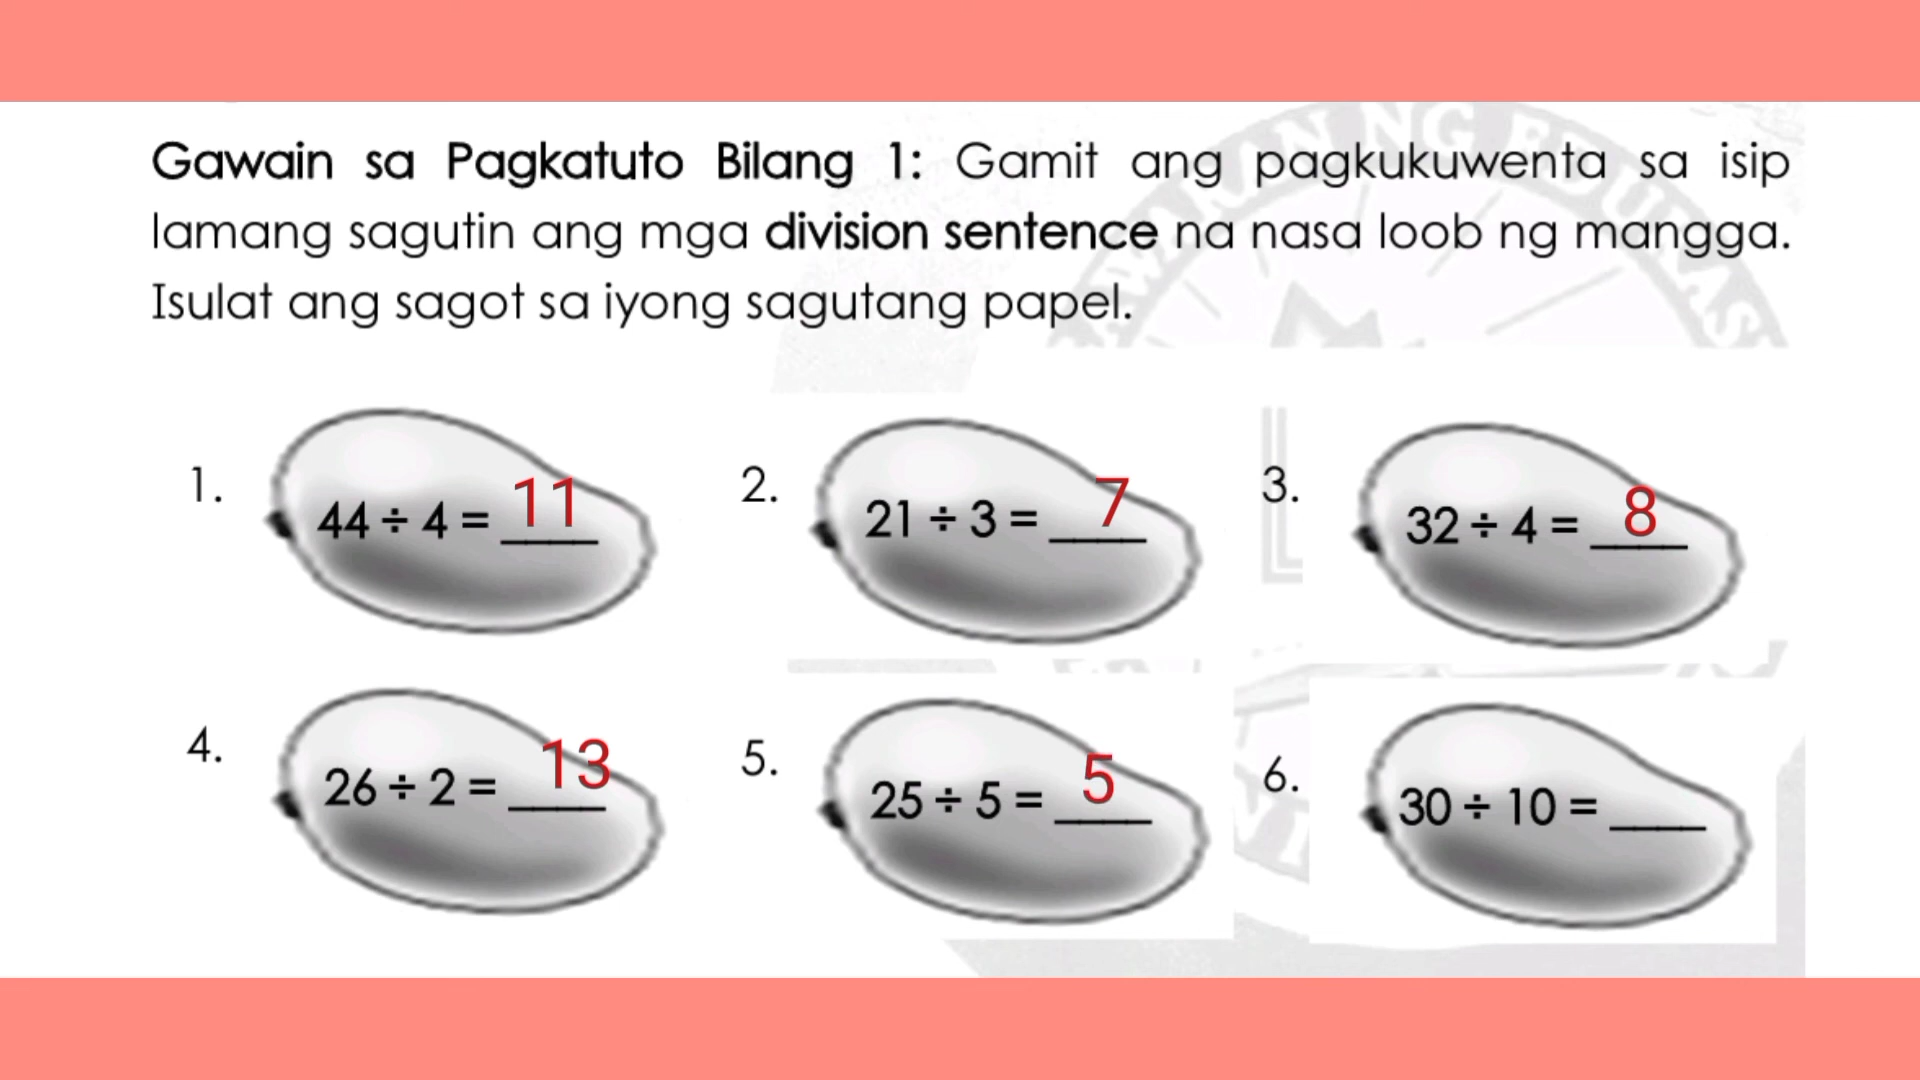 Gawain sa Pagkatuto Bilang 1: Gamit ang pagkukuwenta sa isip
lamang sagutin ang mga division sentence na nasa loob ng mangga.
Isulat ang sagot sa iyong sagutang papel.
1. 44 ÷ 4 = 11
2. 21 ÷ 3 = 7
3. 32 ÷ 4 = 8
4. 26 ÷ 2 = 13
5. 25 ÷ 5 = 5
6. 30 ÷ 10 = ____